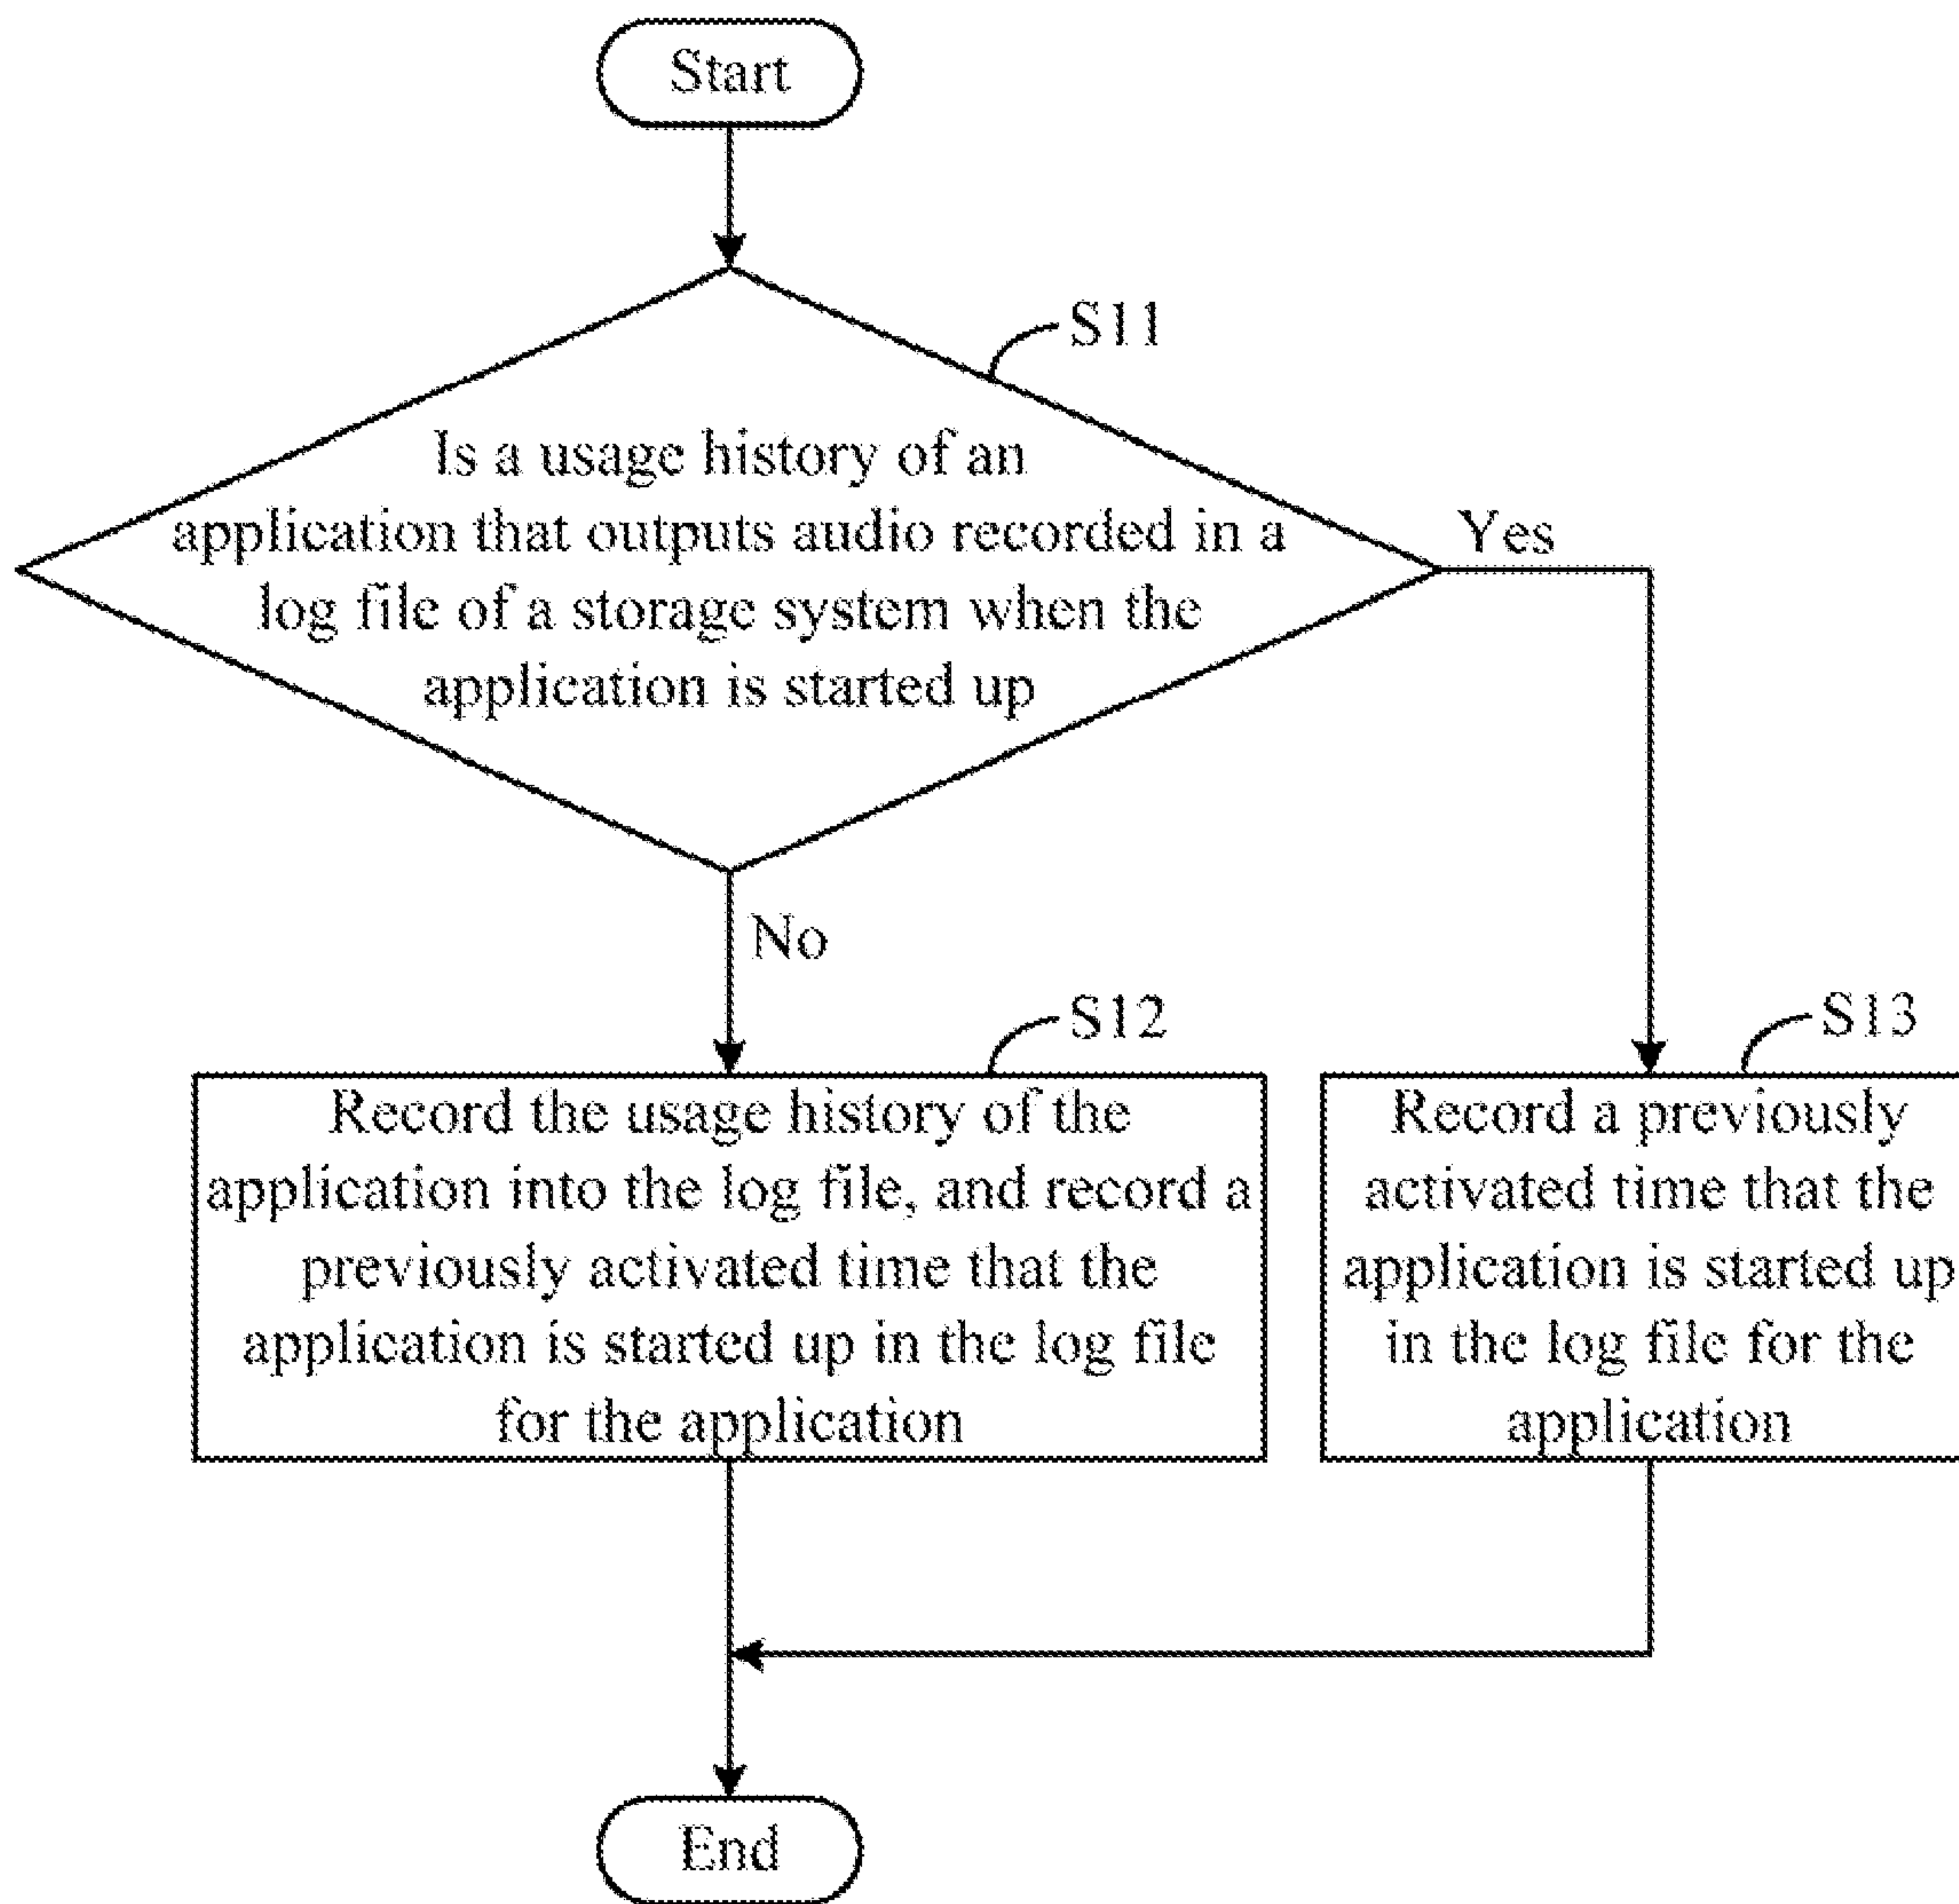 Start
S11
Is a usage history of an
application that outputs audio recorded in a
log file of a storage system when the
application is started up
Yes
No
S12
Record the usage history of the
application into the log file, and record a
previously activated time that the
application is started up in the log file
for the application
S13
Record a previously
activated time that the
application is started up
in the log file for the
application
End